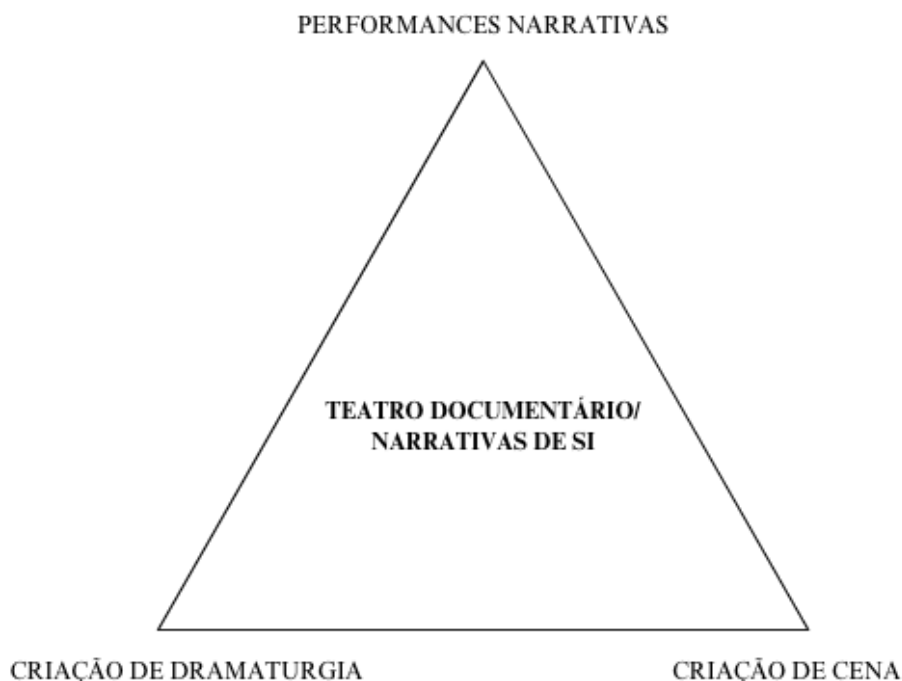 PERFORMANCES NARRATIVAS
TEATRO DOCUMENTÁRIO/
NARRATIVAS DE SI
CRIAÇÃO DE DRAMATURGIA
CRIAÇÃO DE CENA